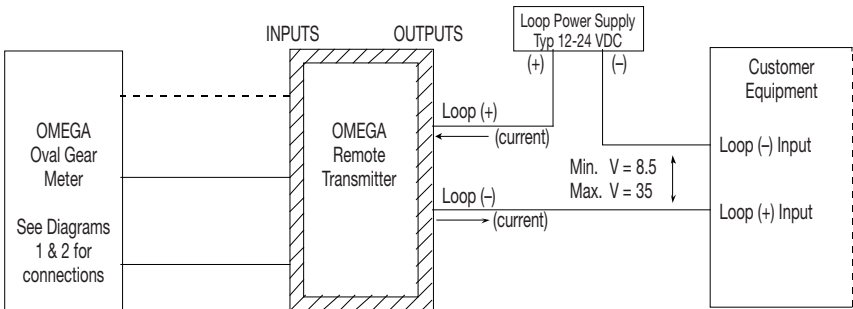 INPUTS
OUTPUTS
Loop Power Supply
Typ 12-24 VDC
(+)
(–)
OMEGA
Oval Gear
Meter
See Diagrams
1 & 2 for
connections
OMEGA
Remote
Transmitter
Loop (+)
(current)
Loop (–)
(current)
Min. V = 8.5
Max. V = 35
Customer
Equipment
Loop (–) Input
Loop (+) Input